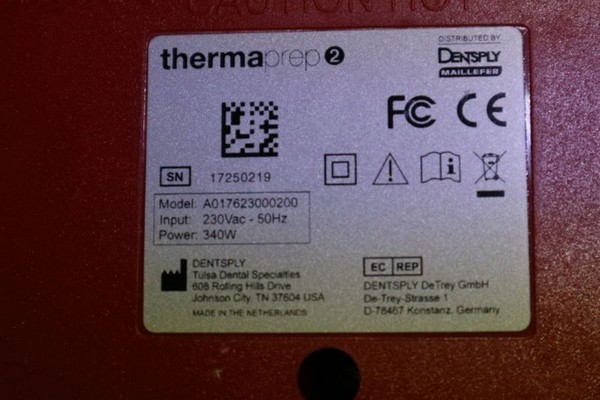 CAUTION HOT
thermaprep 2
DISTRIBUTED BY
DENTSPLY
MAILLEFER
FC CE
SN 17250219
Model: A017623000200
Input: 230Vac - 50Hz
Power: 340W
DENTSPLY
Tulsa Dental Specialties
608 Rolling Hills Drive
Johnson City, TN 37604 USA
MADE IN THE NETHERLANDS
EC REP
DENTSPLY DeTrey GmbH
De-Trey-Strasse 1
D-78467 Konstanz, Germany